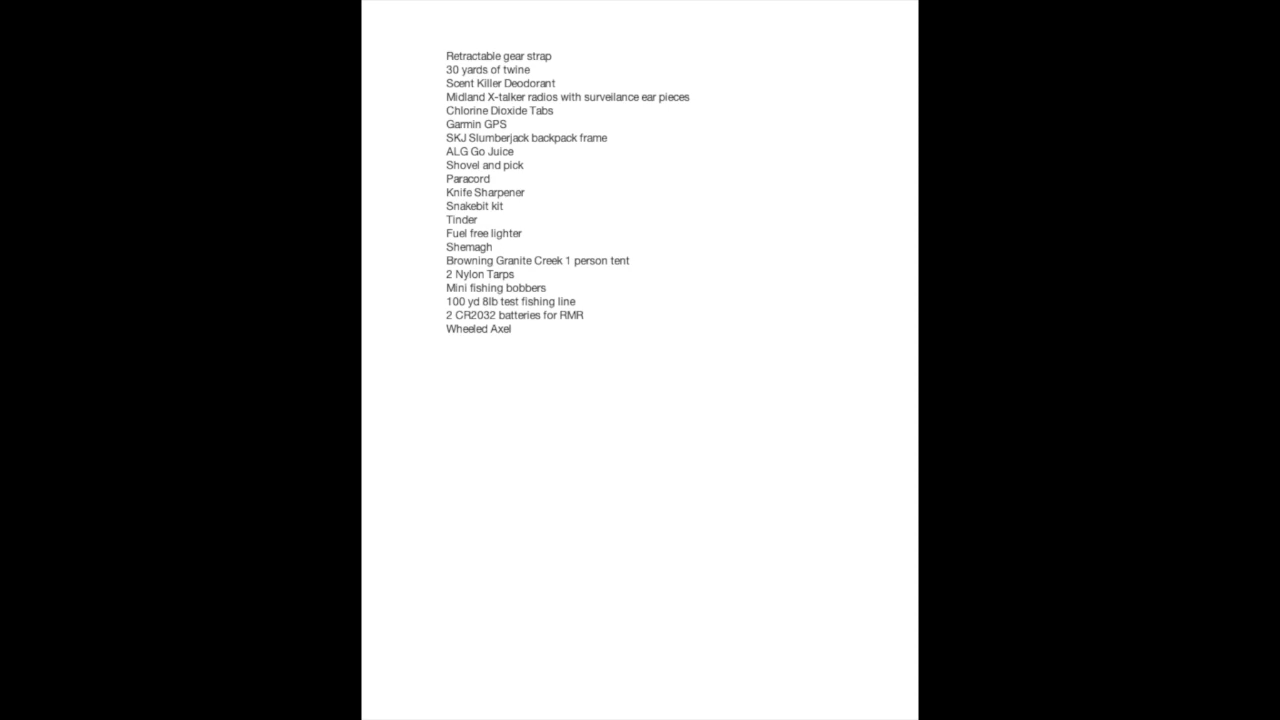 Retractable gear strap
30 yards of twine
Scent Killer Deodorant
Midland X-talker radios with surveilance ear pieces
Chlorine Dioxide Tabs
Garmin GPS
SKJ Slumberjack backpack frame
ALG Go Juice
Shovel and pick
Paracord
Knife Sharpener
Snakebit kit
Tinder
Fuel free lighter
Shemagh
Browning Granite Creek 1 person tent
2 Nylon Tarps
Mini fishing bobbers
100 yd 8lb test fishing line
2 CR2032 batteries for RMR
Wheeled Axel